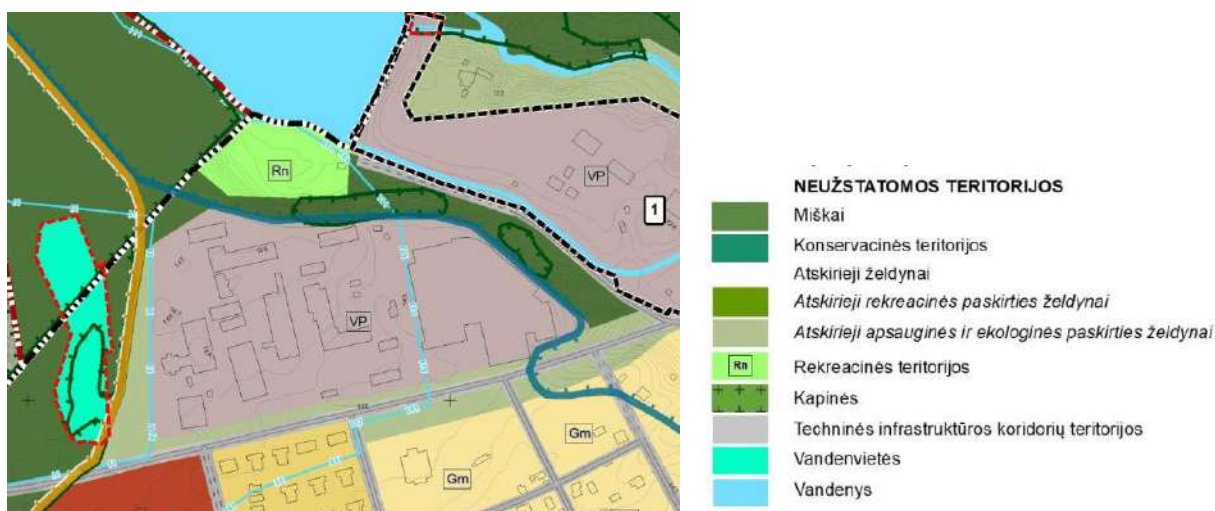 Rn
VP
1
VP
Gm
Gm
NEUŽSTATOMOS TERITORIJOS
Miškai
Konservacinės teritorijos
Atskirieji želdynai
Atskirieji rekreacinės paskirties želdynai
Atskirieji apsauginės ir ekologinės paskirties želdynai
Rn Rekreacinės teritorijos
Kapinės
Techninės infrastruktūros koridorių teritorijos
Vandenvietės
Vandenys